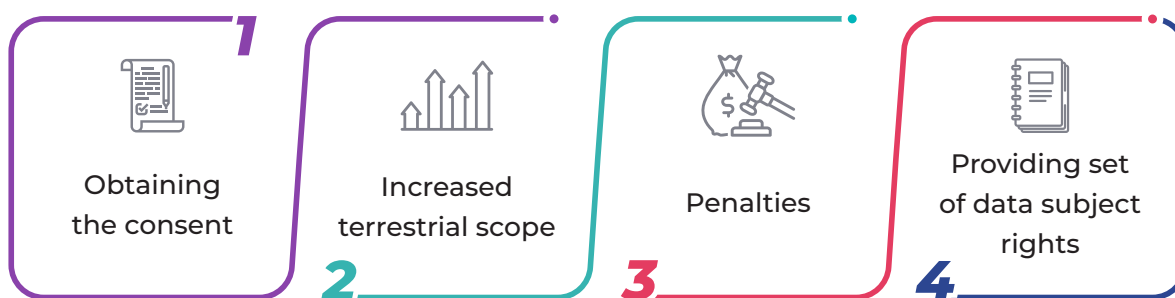 1
Obtaining
the consent
2
Increased
terrestrial scope
3
$
Penalties
4
Providing set
of data subject
rights